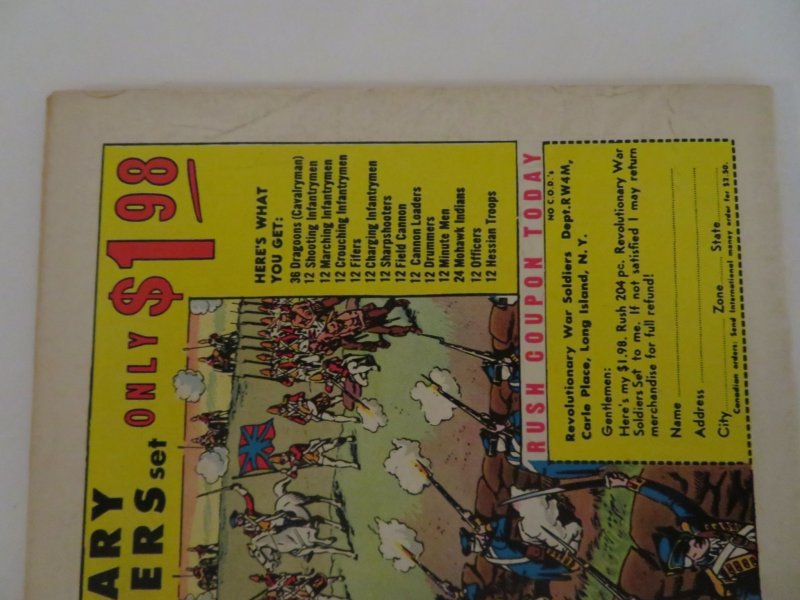 ARY
ERS set ONLY $1.98
HERE'S WHAT
YOU GET:
36 Dragoons (Cavalryman)
12 Shooting Infantrymen
12 Marching Infantrymen
12 Crouching Infantrymen
12 Fifers
12 Charging Infantrymen
12 Sharpshooters
12 Field Cannon
12 Cannon Loaders
12 Drummers
12 Minute Men
24 Mohawk Indians
12 Officers
12 Hessian Troops
RUSH COUPON TODAY
NO C.O.D.'s
Revolutionary War Soldiers Dept. RW4M,
Carle Place, Long Island, N. Y.
Gentlemen:
Here's my $1.98. Rush 204 pc. Revolutionary War
Soldiers Set to me. If not satisfied I may return
merchandise for full refund!
Name
Address
City Zone State
Canadian orders: Send International money order for $2.50.